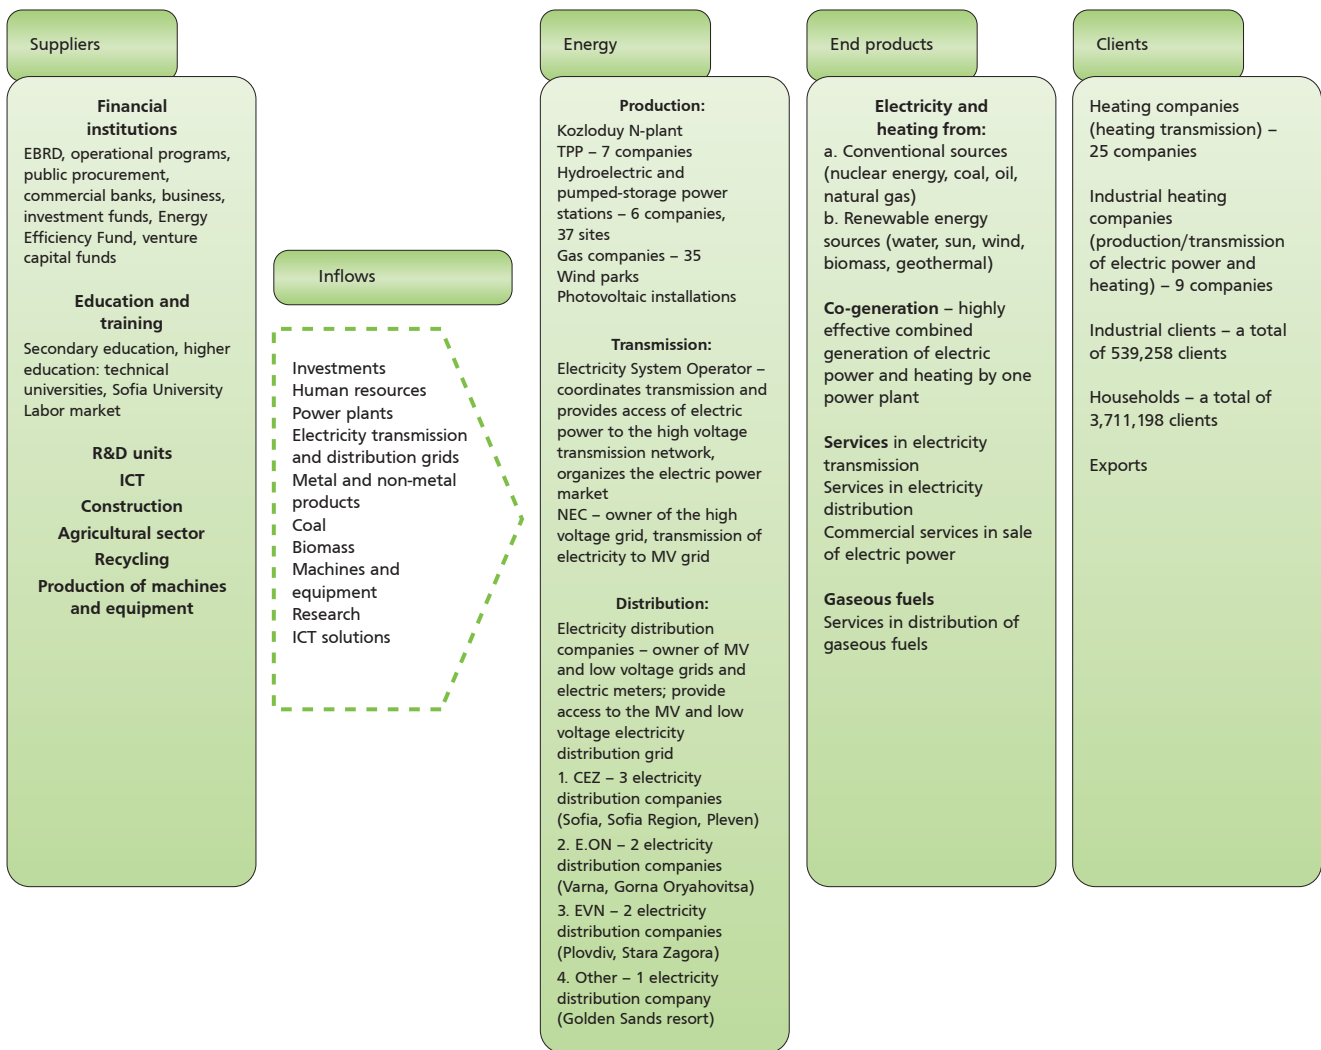 Suppliers
Financial
institutions
EBRD, operational programs,
public procurement,
commercial banks, business,
investment funds, Energy
Efficiency Fund, venture
capital funds
Education and
training
Secondary education, higher
education: technical
universities, Sofia University
Labor market
R&D units
ICT
Construction
Agricultural sector
Recycling
Production of machines
and equipment
Inflows
Investments
Human resources
Power plants
Electricity transmission
and distribution grids
Metal and non-metal
products
Coal
Biomass
Machines and
equipment
Research
ICT solutions
Energy
Production:
Kozloduy N-plant
TPP – 7 companies
Hydroelectric and
pumped-storage power
stations – 6 companies,
37 sites
Gas companies – 35
Wind parks
Photovoltaic installations
Transmission:
Electricity System Operator –
coordinates transmission and
provides access of electric
power to the high voltage
transmission network,
organizes the electric power
market
NEC – owner of the high
voltage grid, transmission of
electricity to MV grid
Distribution:
Electricity distribution
companies – owner of MV
and low voltage grids and
electric meters; provide
access to the MV and low
voltage electricity
distribution grid
1. CEZ – 3 electricity
distribution companies
(Sofia, Sofia Region, Pleven)
2. E.ON – 2 electricity
distribution companies
(Varna, Gorna Oryahovitsa)
3. EVN – 2 electricity
distribution companies
(Plovdiv, Stara Zagora)
4. Other – 1 electricity
distribution company
(Golden Sands resort)
End products
Electricity and
heating from:
a. Conventional sources
(nuclear energy, coal, oil,
natural gas)
b. Renewable energy
sources (water, sun, wind,
biomass, geothermal)
Co-generation – highly
effective combined
generation of electric
power and heating by one
power plant
Services in electricity
transmission
Services in electricity
distribution
Commercial services in sale
of electric power
Gaseous fuels
Services in distribution of
gaseous fuels
Clients
Heating companies
(heating transmission) –
25 companies
Industrial heating
companies
(production/transmission
of electric power and
heating) – 9 companies
Industrial clients – a total
of 539,258 clients
Households – a total of
3,711,198 clients
Exports